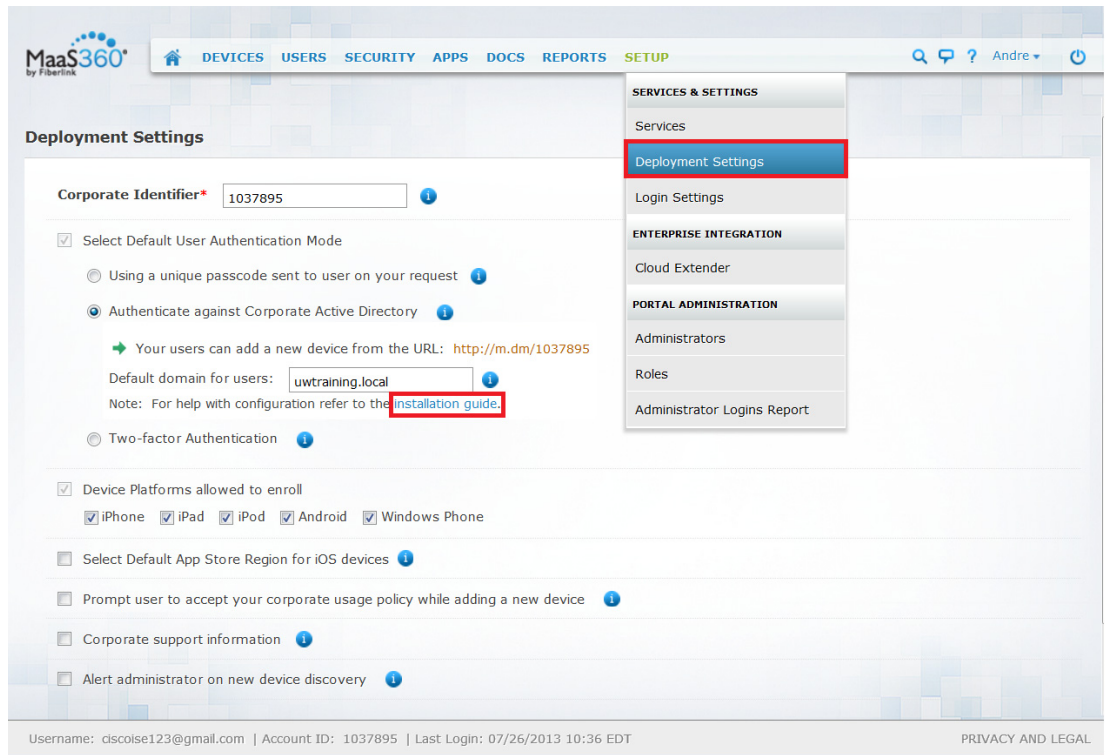 MaaS360
by Fiberlink
DEVICES USERS SECURITY APPS DOCS REPORTS SETUP
? Andre
SERVICES & SETTINGS
Services
Deployment Settings
Login Settings
ENTERPRISE INTEGRATION
Cloud Extender
PORTAL ADMINISTRATION
Administrators
Roles
Administrator Logins Report
Deployment Settings
Corporate Identifier* 1037895
Select Default User Authentication Mode
Using a unique passcode sent to user on your request
Authenticate against Corporate Active Directory
Your users can add a new device from the URL: http://m.dm/1037895
Default domain for users: uwtraining.local
Note: For help with configuration refer to the installation guide.
Two-factor Authentication
Device Platforms allowed to enroll
iPhone iPad iPod Android Windows Phone
Select Default App Store Region for iOS devices
Prompt user to accept your corporate usage policy while adding a new device
Corporate support information
Alert administrator on new device discovery
Username: ciscoise123@gmail.com | Account ID: 1037895 | Last Login: 07/26/2013 10:36 EDT
PRIVACY AND LEGAL